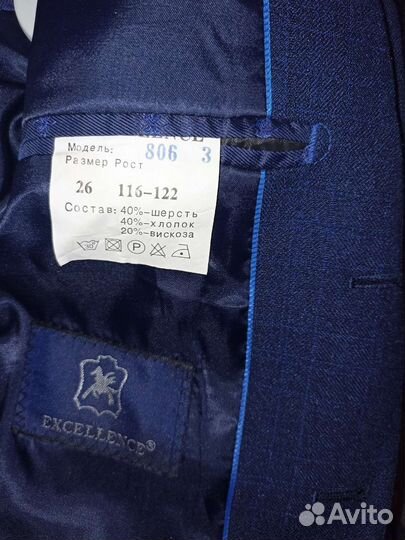 Модель: 806 3
Размер Рост
26 116-122
Состав: 40%-шерсть
40%-хлопок
20%-вискоза
P
EXCELLENCE®
Avito